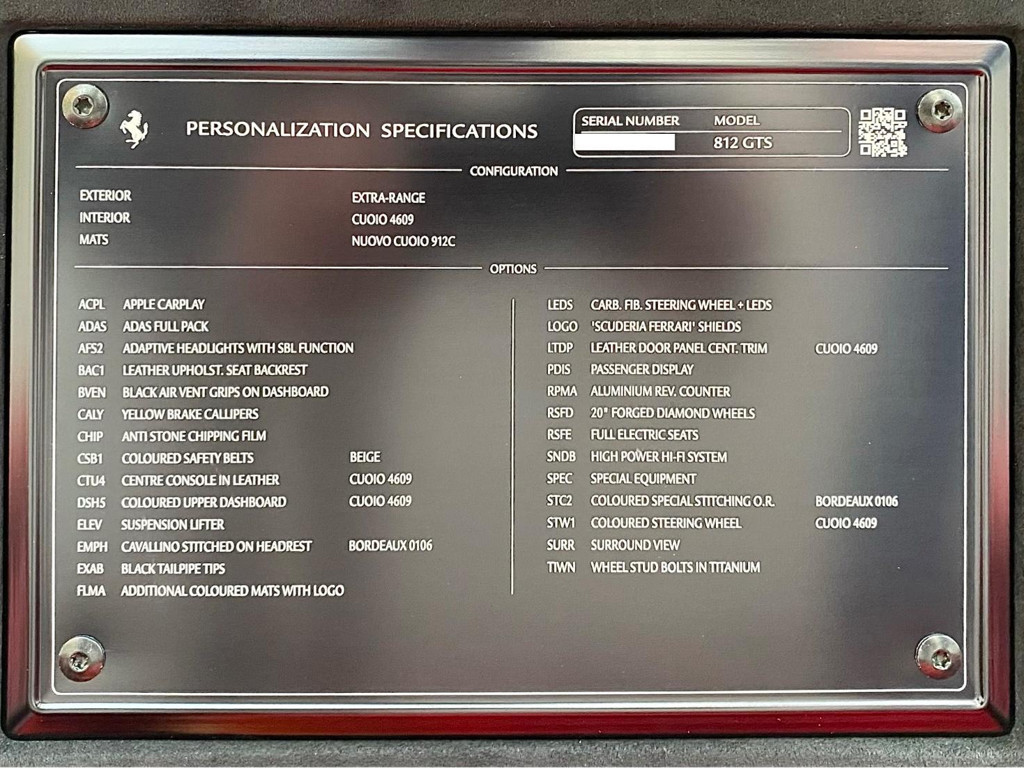 PERSONALIZATION SPECIFICATIONS
SERIAL NUMBER MODEL
812 GTS
CONFIGURATION
EXTERIOR EXTRA-RANGE
INTERIOR CUOIO 4609
MATS NUOVO CUOIO 912C
OPTIONS
ACPL APPLE CARPLAY
ADAS ADAS FULL PACK
AFS2 ADAPTIVE HEADLIGHTS WITH SBL FUNCTION
BAC1 LEATHER UPHOLST. SEAT BACKREST
BVEN BLACK AIR VENT GRIPS ON DASHBOARD
CALY YELLOW BRAKE CALLIPERS
CHIP ANTI STONE CHIPPING FILM
CSB1 COLOURED SAFETY BELTS BEIGE
CTU4 CENTRE CONSOLE IN LEATHER CUOIO 4609
DSH5 COLOURED UPPER DASHBOARD CUOIO 4609
ELEV SUSPENSION LIFTER
EMPH CAVALLINO STITCHED ON HEADREST BORDEAUX 0106
EXAB BLACK TAILPIPE TIPS
FLMA ADDITIONAL COLOURED MATS WITH LOGO
LEDS CARB. FIB. STEERING WHEEL + LEDS
LOGO 'SCUDERIA FERRARI' SHIELDS
LTDP LEATHER DOOR PANEL CENT. TRIM CUOIO 4609
PDIS PASSENGER DISPLAY
RPMA ALUMINIUM REV. COUNTER
RSFD 20" FORGED DIAMOND WHEELS
RSFE FULL ELECTRIC SEATS
SNDB HIGH POWER HI-FI SYSTEM
SPEC SPECIAL EQUIPMENT
STC2 COLOURED SPECIAL STITCHING O.R. BORDEAUX 0106
STW1 COLOURED STEERING WHEEL CUOIO 4609
SURR SURROUND VIEW
TIWN WHEEL STUD BOLTS IN TITANIUM